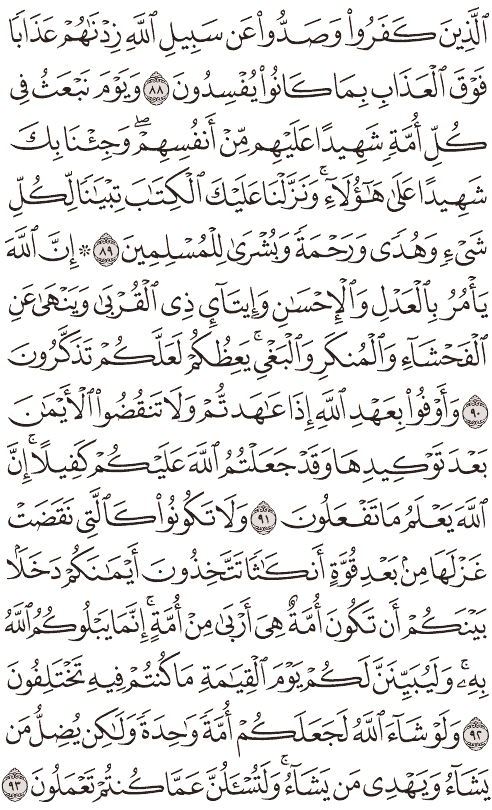 ٱلَّذِينَ كَفَرُوا۟ وَصَدُّوا۟ عَن سَبِيلِ ٱللَّهِ زِدْنَٰهُمْ عَذَابًا
فَوْقَ ٱلْعَذَابِ بِمَا كَانُوا۟ يُفْسِدُونَ ٨٨ وَيَوْمَ نَبْعَثُ فِى
كُلِّ أُمَّةٍ شَهِيدًا عَلَيْهِم مِّنْ أَنفُسِهِمْ ۖ وَجِئْنَا بِكَ
شَهِيدًا عَلَىٰ هَٰٓؤُلَآءِ ۚ وَنَزَّلْنَا عَلَيْكَ ٱلْكِتَٰبَ تِبْيَٰنًا لِّكُلِّ
شَىْءٍ وَهُدًى وَرَحْمَةً وَبُشْرَىٰ لِلْمُسْلِمِينَ ٨٩ ۞ إِنَّ ٱللَّهَ
يَأْمُرُ بِٱلْعَدْلِ وَٱلْإِحْسَٰنِ وَإِيتَآئِ ذِى ٱلْقُرْبَىٰ وَيَنْهَىٰ عَنِ
ٱلْفَحْشَآءِ وَٱلْمُنكَرِ وَٱلْبَغْىِ ۚ يَعِظُكُمْ لَعَلَّكُمْ تَذَكَّرُونَ
٩٠ وَأَوْفُوا۟ بِعَهْدِ ٱللَّهِ إِذَا عَٰهَدتُّمْ وَلَا تَنقُضُوا۟ ٱلْأَيْمَٰنَ
بَعْدَ تَوْكِيدِهَا وَقَدْ جَعَلْتُمُ ٱللَّهَ عَلَيْكُمْ كَفِيلًا ۚ إِنَّ
ٱللَّهَ يَعْلَمُ مَا تَفْعَلُونَ ٩١ وَلَا تَكُونُوا۟ كَٱلَّتِى نَقَضَتْ
غَزْلَهَا مِنۢ بَعْدِ قُوَّةٍ أَنكَٰثًا تَتَّخِذُونَ أَيْمَٰنَكُمْ دَخَلًۢا
بَيْنَكُمْ أَن تَكُونَ أُمَّةٌ هِىَ أَرْبَىٰ مِنْ أُمَّةٍ ۚ إِنَّمَا يَبْلُوكُمُ ٱللَّهُ
بِهِۦ ۚ وَلَيُبَيِّنَنَّ لَكُمْ يَوْمَ ٱلْقِيَٰمَةِ مَا كُنتُمْ فِيهِ تَخْتَلِفُونَ
٩٢ وَلَوْ شَآءَ ٱللَّهُ لَجَعَلَكُمْ أُمَّةً وَٰحِدَةً وَلَٰكِن يُضِلُّ مَن
يَشَآءُ وَيَهْدِى مَن يَشَآءُ ۚ وَلَتُسْـَٔلُنَّ عَمَّا كُنتُمْ تَعْمَلُونَ ٩٣